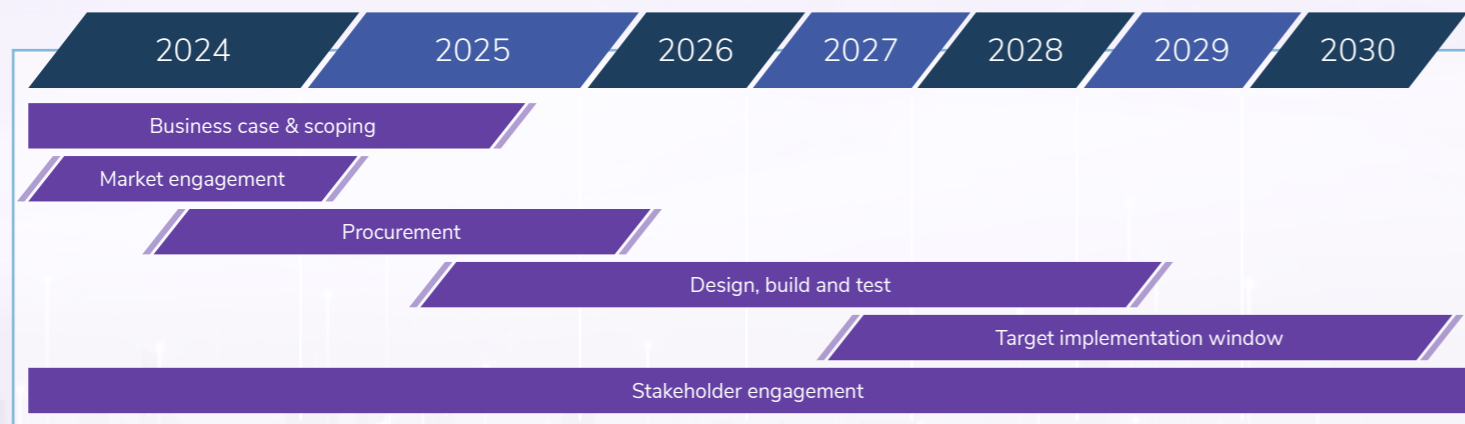 2024 2025 2026 2027 2028 2029 2030
Business case & scoping
Market engagement
Procurement
Design, build and test
Target implementation window
Stakeholder engagement